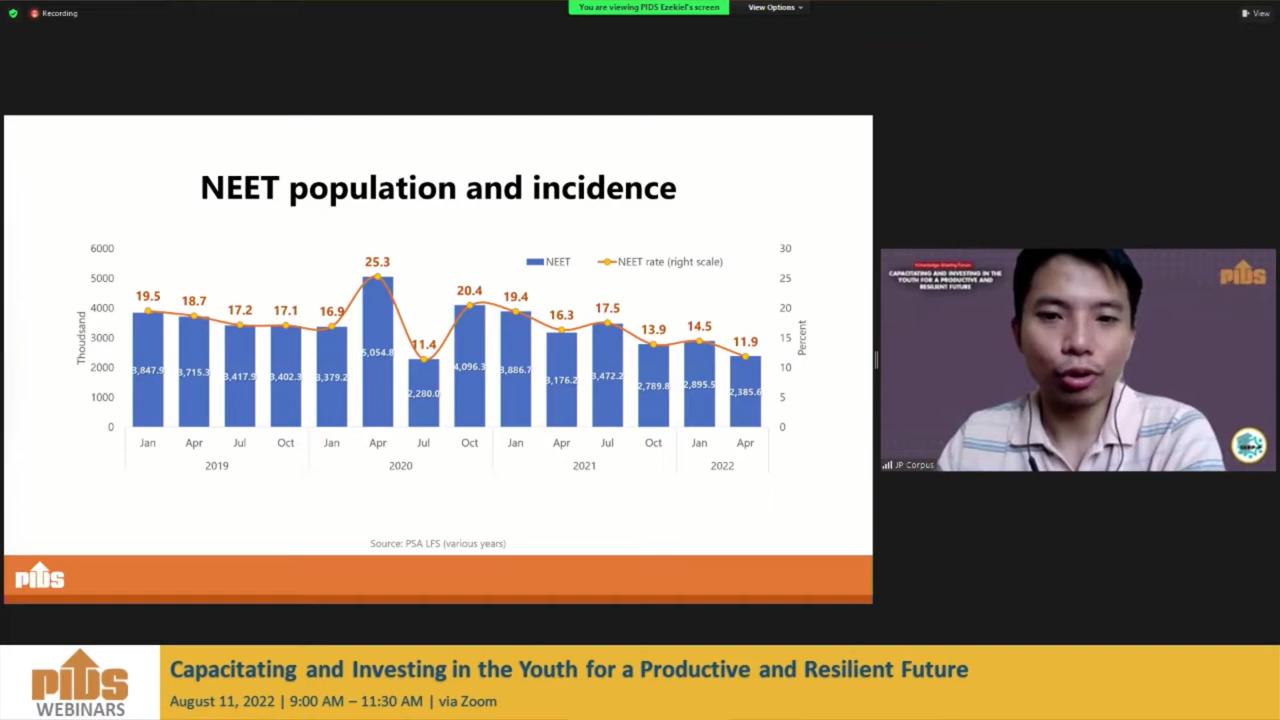 Recording
You are viewing PIDS Ezekiel's screen
View Options
View
NEET population and incidence
6000
5000
4000
3000
2000
1000
0
Thoudsand
30
25
20
15
10
5
0
Percent
NEET
NEET rate (right scale)
19.5 18.7 17.2 17.1 16.9 25.3 11.4 20.4 19.4 16.3 17.5 13.9 14.5 11.9
3,847.9 3,715.3 3,417.9 3,402.3 3,379.2 5,054.8 2,280.0 4,096.3 3,886.7 3,176.2 3,472.2 2,789.8 2,895.5 2,385.6
Jan Apr Jul Oct Jan Apr Jul Oct Jan Apr Jul Oct Jan Apr
2019 2020 2021 2022
Source: PSA LFS (various years)
PIDS
Knowledge Sharing Forum
CAPACITATING AND INVESTING IN THE
YOUTH FOR A PRODUCTIVE AND
RESILIENT FUTURE
PIDS
JP Corpus
PIDS
WEBINARS
Capacitating and Investing in the Youth for a Productive and Resilient Future
August 11, 2022 | 9:00 AM – 11:30 AM | via Zoom